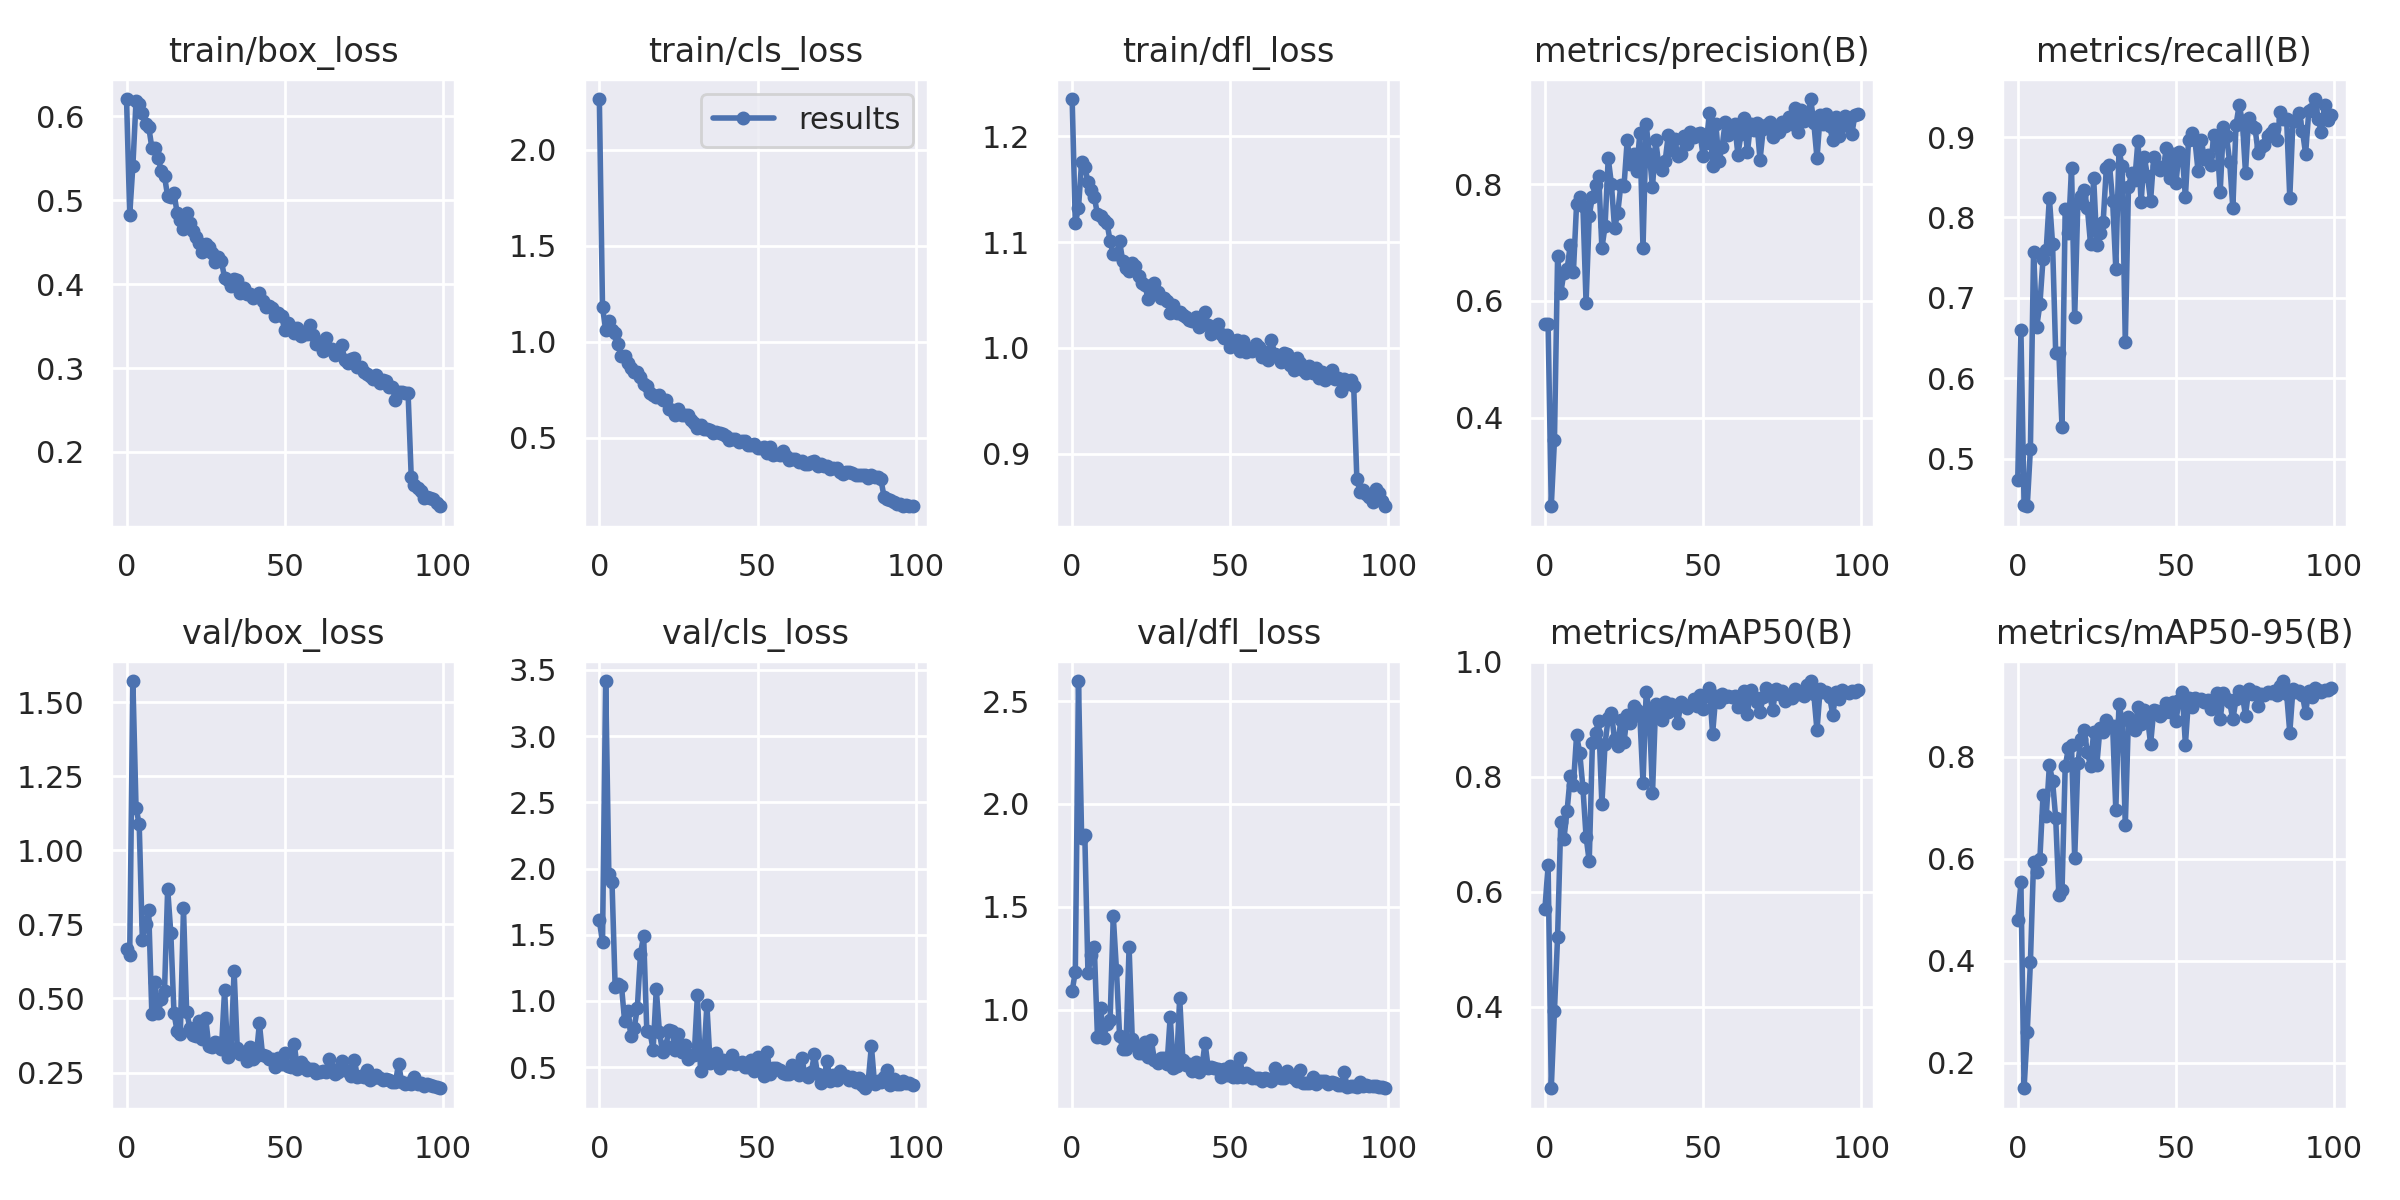 train/box_loss
train/cls_loss
train/dfl_loss
metrics/precision(B)
metrics/recall(B)
results
0.6
0.5
0.4
0.3
0.2
0 50 100
2.0
1.5
1.0
0.5
0 50 100
1.2
1.1
1.0
0.9
0 50 100
0.8
0.6
0.4
0 50 100
0.9
0.8
0.7
0.6
0.5
0 50 100
val/box_loss
val/cls_loss
val/dfl_loss
metrics/mAP50(B)
metrics/mAP50-95(B)
1.50
1.25
1.00
0.75
0.50
0.25
0 50 100
3.5
3.0
2.5
2.0
1.5
1.0
0.5
0 50 100
2.5
2.0
1.5
1.0
0 50 100
1.0
0.8
0.6
0.4
0 50 100
0.8
0.6
0.4
0.2
0 50 100